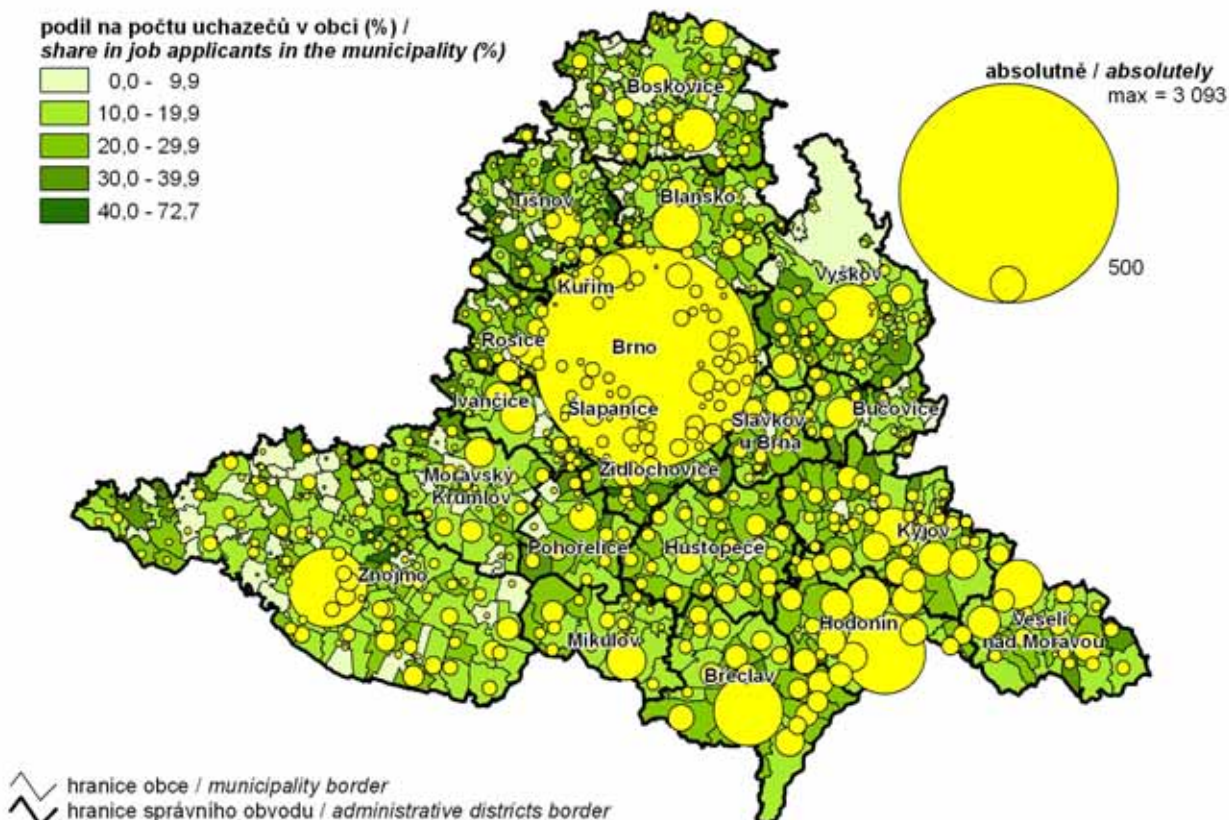 podíl na počtu uchazečů v obci (%) /
share in job applicants in the municipality (%)
0,0 - 9,9
10,0 - 19,9
20,0 - 29,9
30,0 - 39,9
40,0 - 72,7
absolutně / absolutely
max = 3 093
500
Boskovice
Tišnov
Blansko
Vyškov
Kuřim
Rosice
Brno
Ivančice
Šlapanice
Slavkov
u Brna
Bučovice
Židlochovice
Moravský
Krumlov
Pohořelice
Hustopeče
Kyjov
Znojmo
Mikulov
Hodonín
Veselí
nad Moravou
Břeclav
hranice obce / municipality border
hranice správního obvodu / administrative districts border